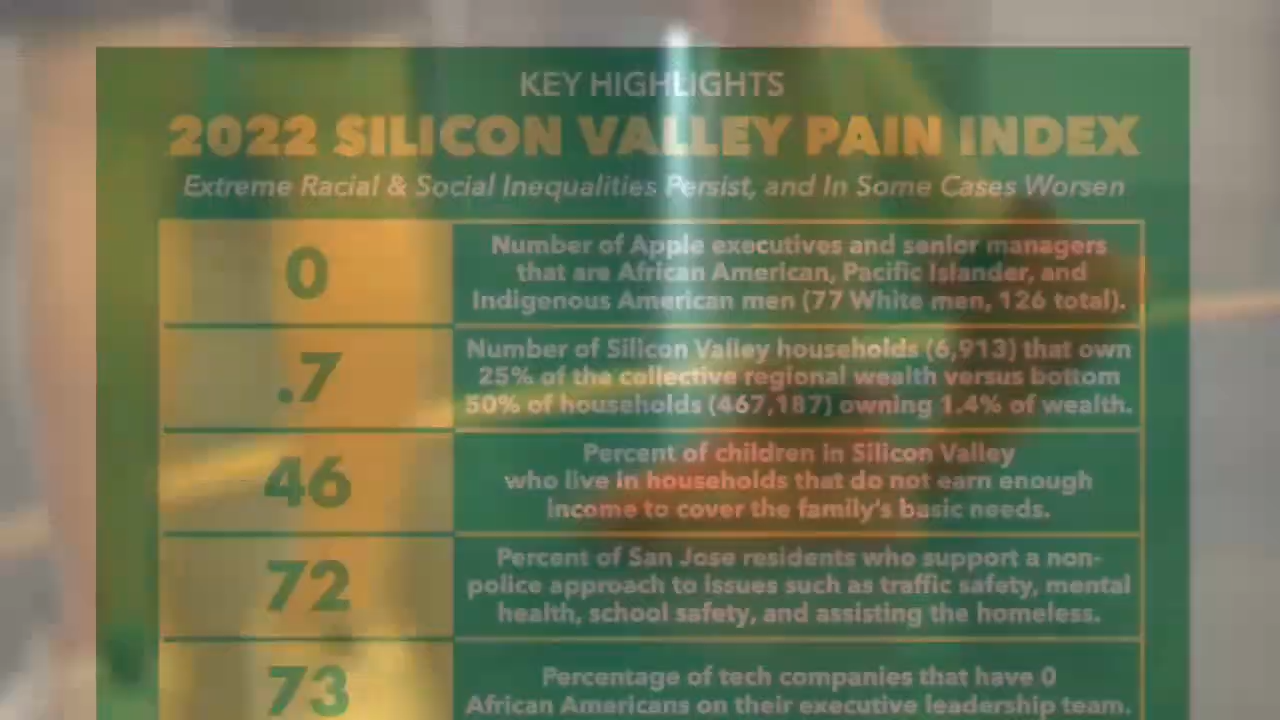 KEY HIGHLIGHTS
2022 SILICON VALLEY PAIN INDEX
Extreme Racial & Social Inequalities Persist, and In Some Cases Worsen
0
Number of Apple executives and senior managers
that are African American, Pacific Islander, and
Indigenous American men (77 White men, 126 total).
.7
Number of Silicon Valley households (6,913) that own
25% of the collective regional wealth versus bottom
50% of households (467,187) owning 1.4% of wealth.
46
Percent of children in Silicon Valley
who live in households that do not earn enough
income to cover the family's basic needs.
72
Percent of San Jose residents who support a non-
police approach to issues such as traffic safety, mental
health, school safety, and assisting the homeless.
73
Percentage of tech companies that have 0
African Americans on their executive leadership team.